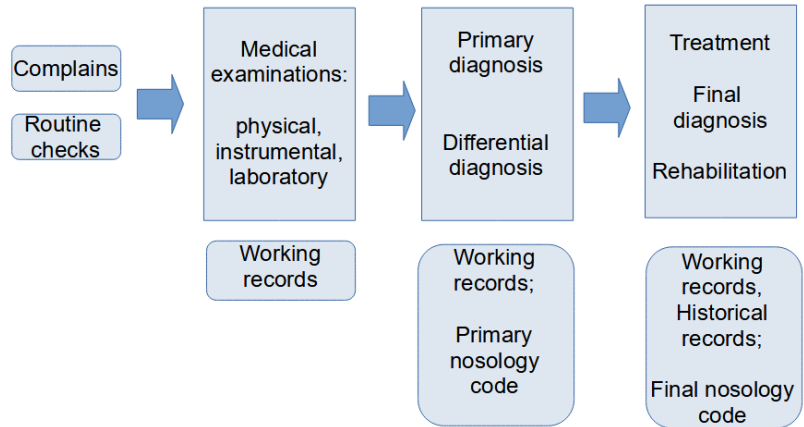 Complains
Routine
checks
Medical
examinations:
physical,
instrumental,
laboratory
Working
records
Primary
diagnosis
Differential
diagnosis
Working
records;
Primary
nosology
code
Treatment
Final
diagnosis
Rehabilitation
Working
records,
Historical
records;
Final nosology
code